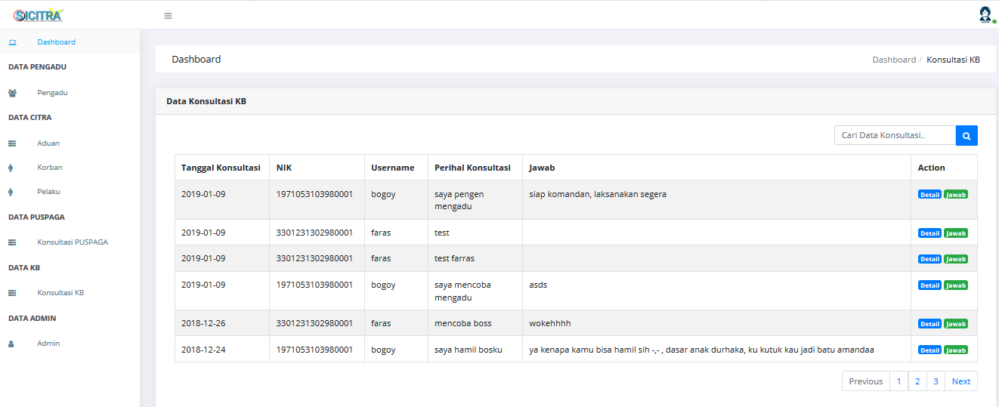 SICITRA
Dashboard
DATA PENGADU
Pengadu
DATA CITRA
Aduan
Korban
Pelaku
DATA PUSPAGA
Konsultasi PUSPAGA
DATA KB
Konsultasi KB
DATA ADMIN
Admin
Dashboard
Dashboard / Konsultasi KB
Data Konsultasi KB
Cari Data Konsultasi..
Tanggal Konsultasi NIK Username Perihal Konsultasi Jawab Action
2019-01-09 1971053103980001 bogoy saya pengen siap komandan, laksanakan segera Detail Jawab
mengadu
2019-01-09 3301231302980001 faras test Detail Jawab
2019-01-09 3301231302980001 faras test farras Detail Jawab
2019-01-09 1971053103980001 bogoy saya mencoba asds Detail Jawab
mengadu
2018-12-26 3301231302980001 faras mencoba boss wokehhhh Detail Jawab
2018-12-24 1971053103980001 bogoy saya hamil bosku ya kenapa kamu bisa hamil sih -,- , dasar anak durhaka, ku kutuk kau jadi batu amandaa Detail Jawab
Previous 1 2 3 Next